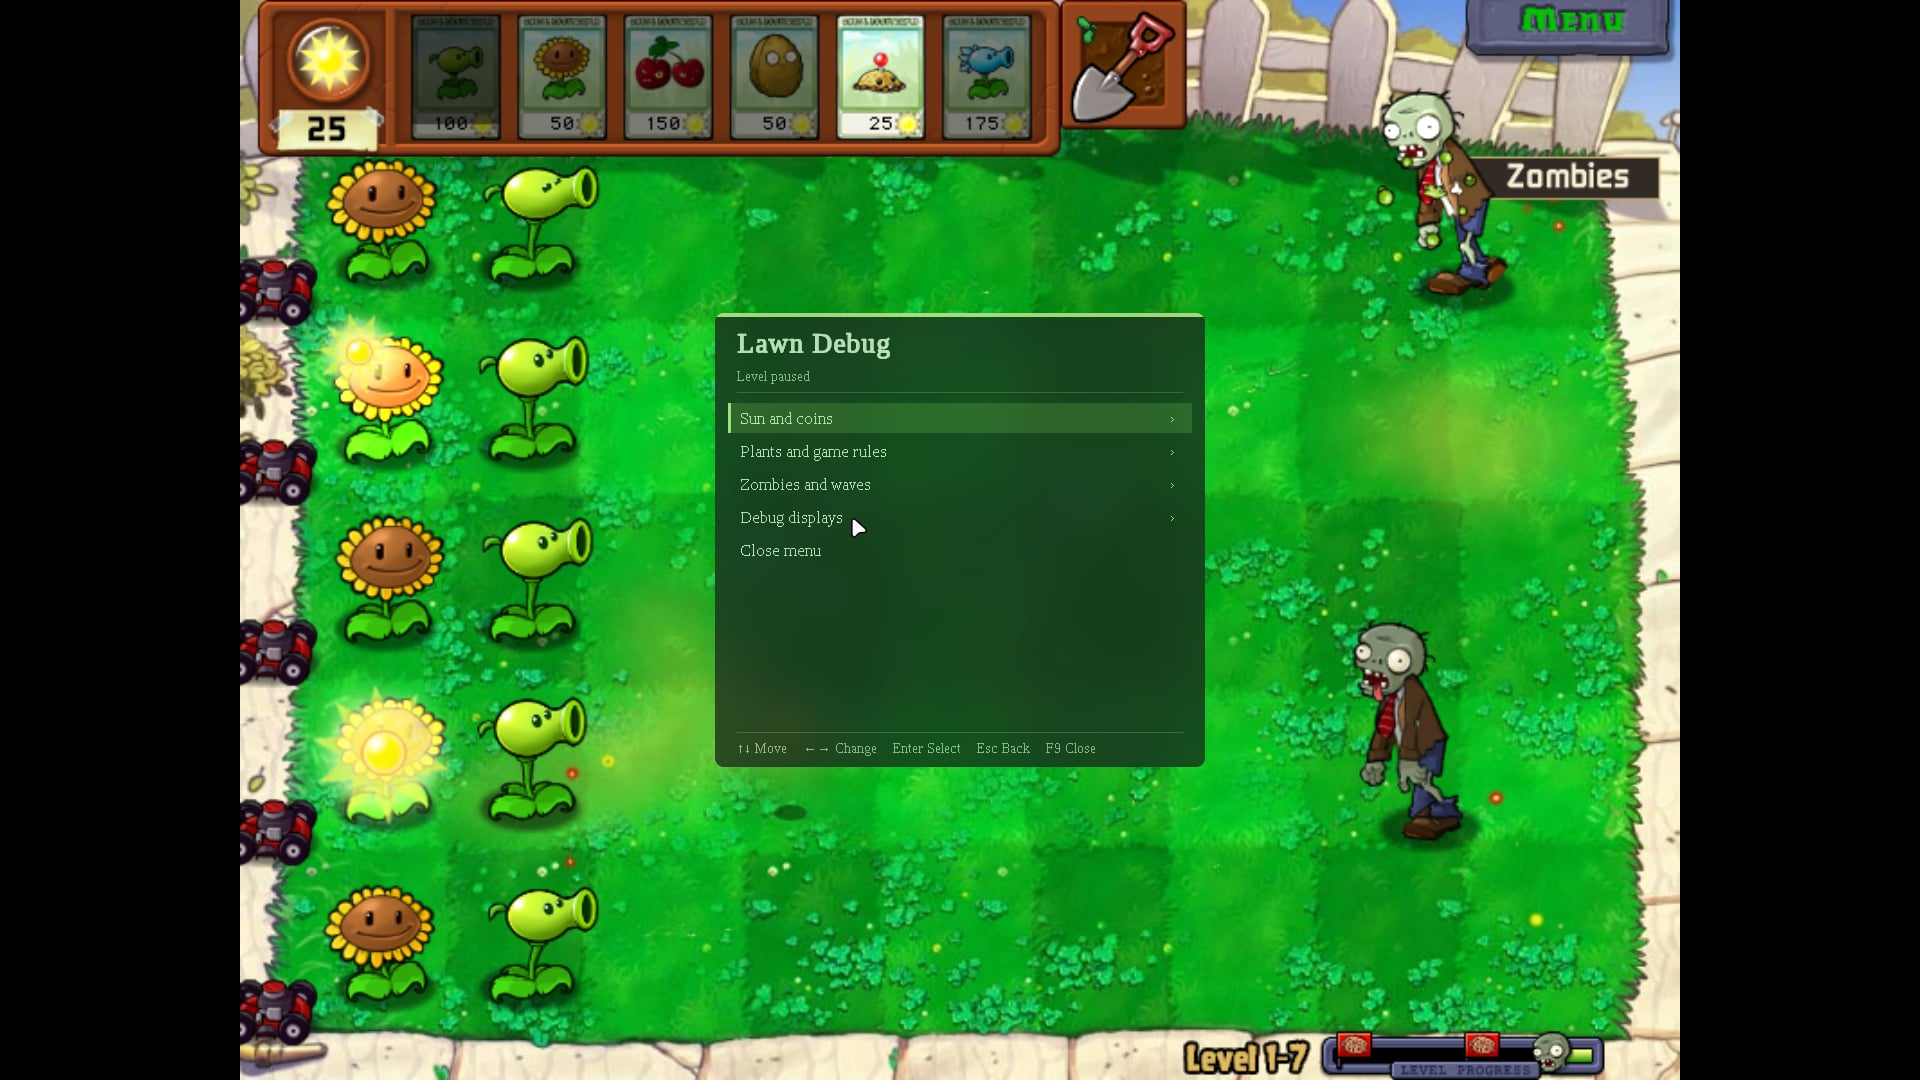 Menu
25
100
50
150
50
25
175
Zombies
Lawn Debug
Level paused
Sun and coins ›
Plants and game rules ›
Zombies and waves ›
Debug displays ›
Close menu
↑↓ Move ←→ Change Enter Select Esc Back F9 Close
Level 1-7
LEVEL PROGRESS